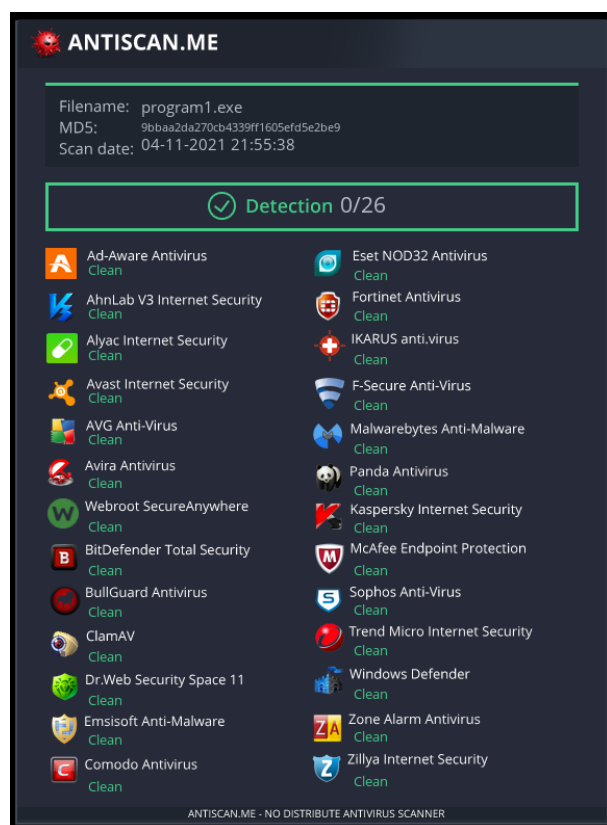 ANTISCAN.ME
Filename: program1.exe
MD5: 9bbaa2da270cb4339ff1605efd5e2be9
Scan date: 04-11-2021 21:55:38
Detection 0/26
Ad-Aware Antivirus
Clean
AhnLab V3 Internet Security
Clean
Alyac Internet Security
Clean
Avast Internet Security
Clean
AVG Anti-Virus
Clean
Avira Antivirus
Clean
W
Webroot SecureAnywhere
Clean
B
BitDefender Total Security
Clean
BullGuard Antivirus
Clean
ClamAV
Clean
Dr.Web Security Space 11
Clean
Emsisoft Anti-Malware
Clean
Comodo Antivirus
Clean
Eset NOD32 Antivirus
Clean
Fortinet Antivirus
Clean
IKARUS anti.virus
Clean
F-Secure Anti-Virus
Clean
Malwarebytes Anti-Malware
Clean
Panda Antivirus
Clean
Kaspersky Internet Security
Clean
McAfee Endpoint Protection
Clean
S
Sophos Anti-Virus
Clean
Trend Micro Internet Security
Clean
Windows Defender
Clean
ZA
Zone Alarm Antivirus
Clean
Z
Zillya Internet Security
Clean
ANTISCAN.ME - NO DISTRIBUTE ANTIVIRUS SCANNER